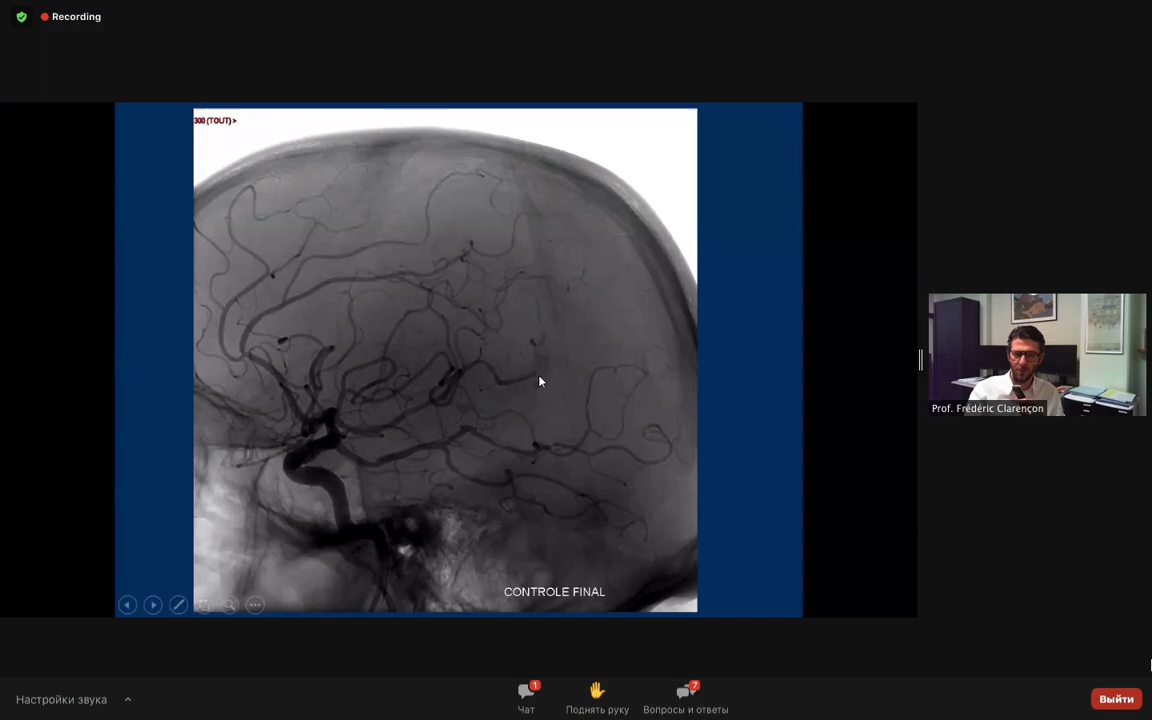 Recording
300 (TOUT) >
Prof. Frédéric Clarençon
CONTROLE FINAL
Настройки звука
1
Чат
Поднять руку
7
Вопросы и ответы
Выйти